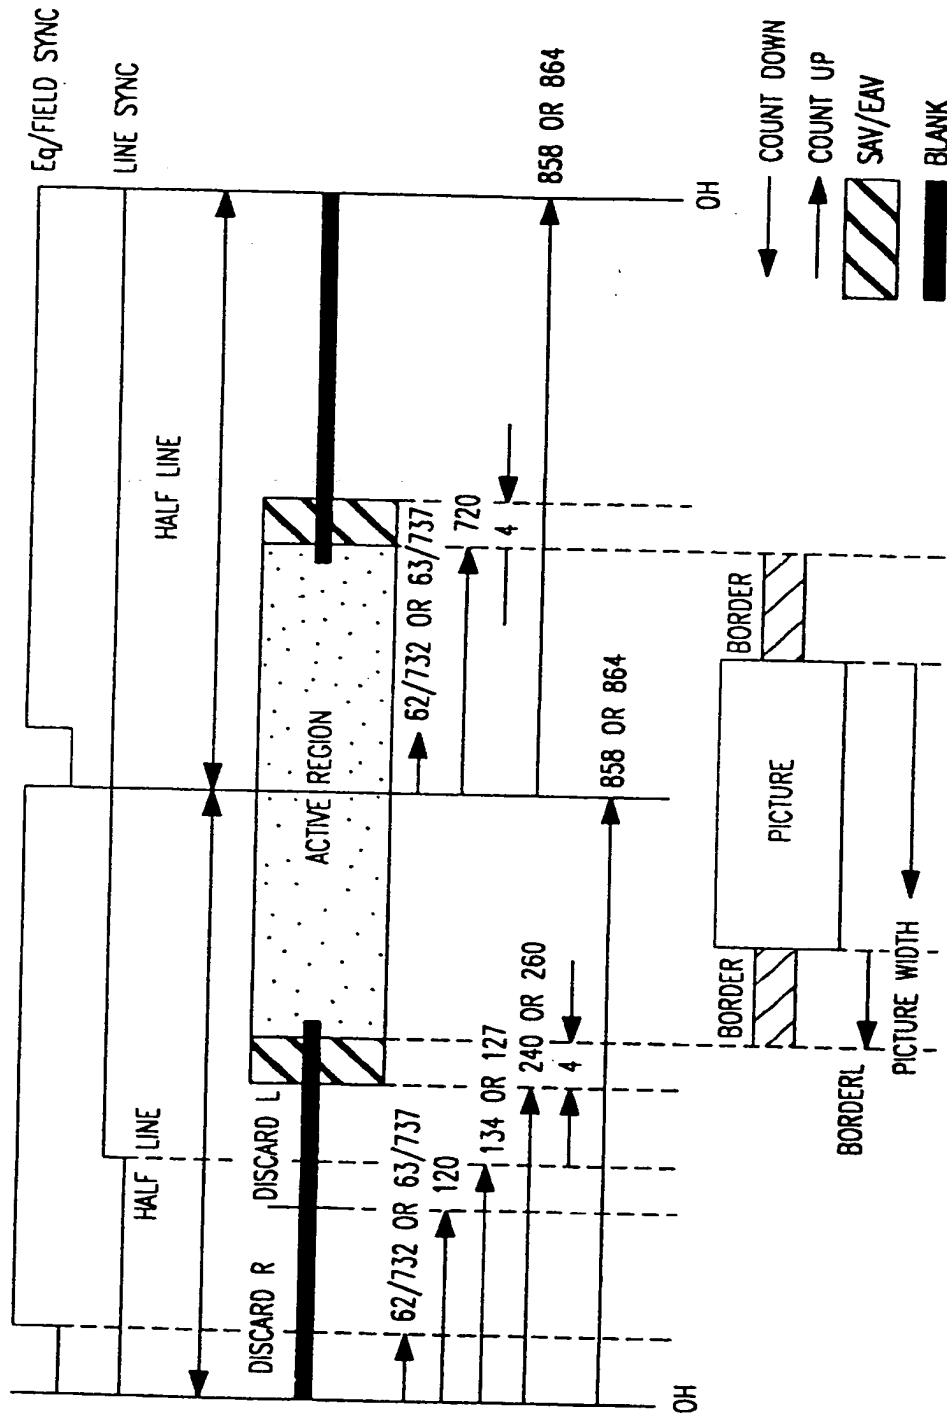 Eq/FIELD SYNC
LINE SYNC
HALF LINE
HALF LINE
DISCARD R
DISCARD L
ACTIVE REGION
62/732 OR 63/737
120
134 OR 127
240 OR 260
4
62/732 OR 63/737
720
4
858 OR 864
858 OR 864
OH
OH
BORDER
PICTURE
BORDER
BORDERL
PICTURE WIDTH
COUNT DOWN
COUNT UP
SAV/EAV
BLANK